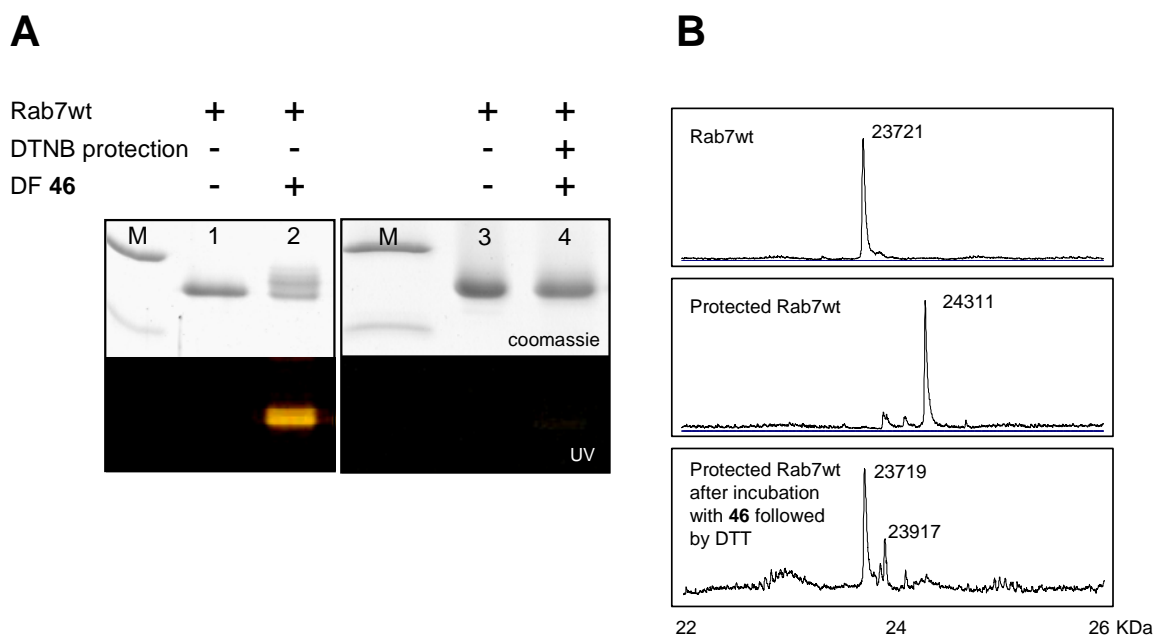 A
Rab7wt + + + +
DTNB protection - - - +
DF 46 - + - +
M 1 2 M 3 4
coomassie
UV
B
Rab7wt
23721
Protected Rab7wt
24311
Protected Rab7wt
after incubation
with 46 followed
by DTT
23719
23917
22 24 26 KDa